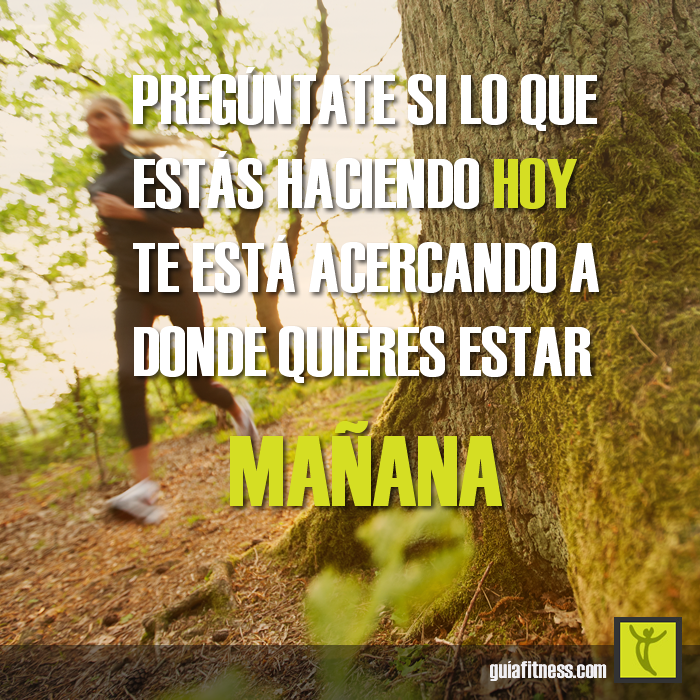 PREGÚNTATE SI LO QUE
ESTÁS HACIENDO HOY
TE ESTÁ ACERCANDO A
DONDE QUIERES ESTAR
MAÑANA
guiafitness.com